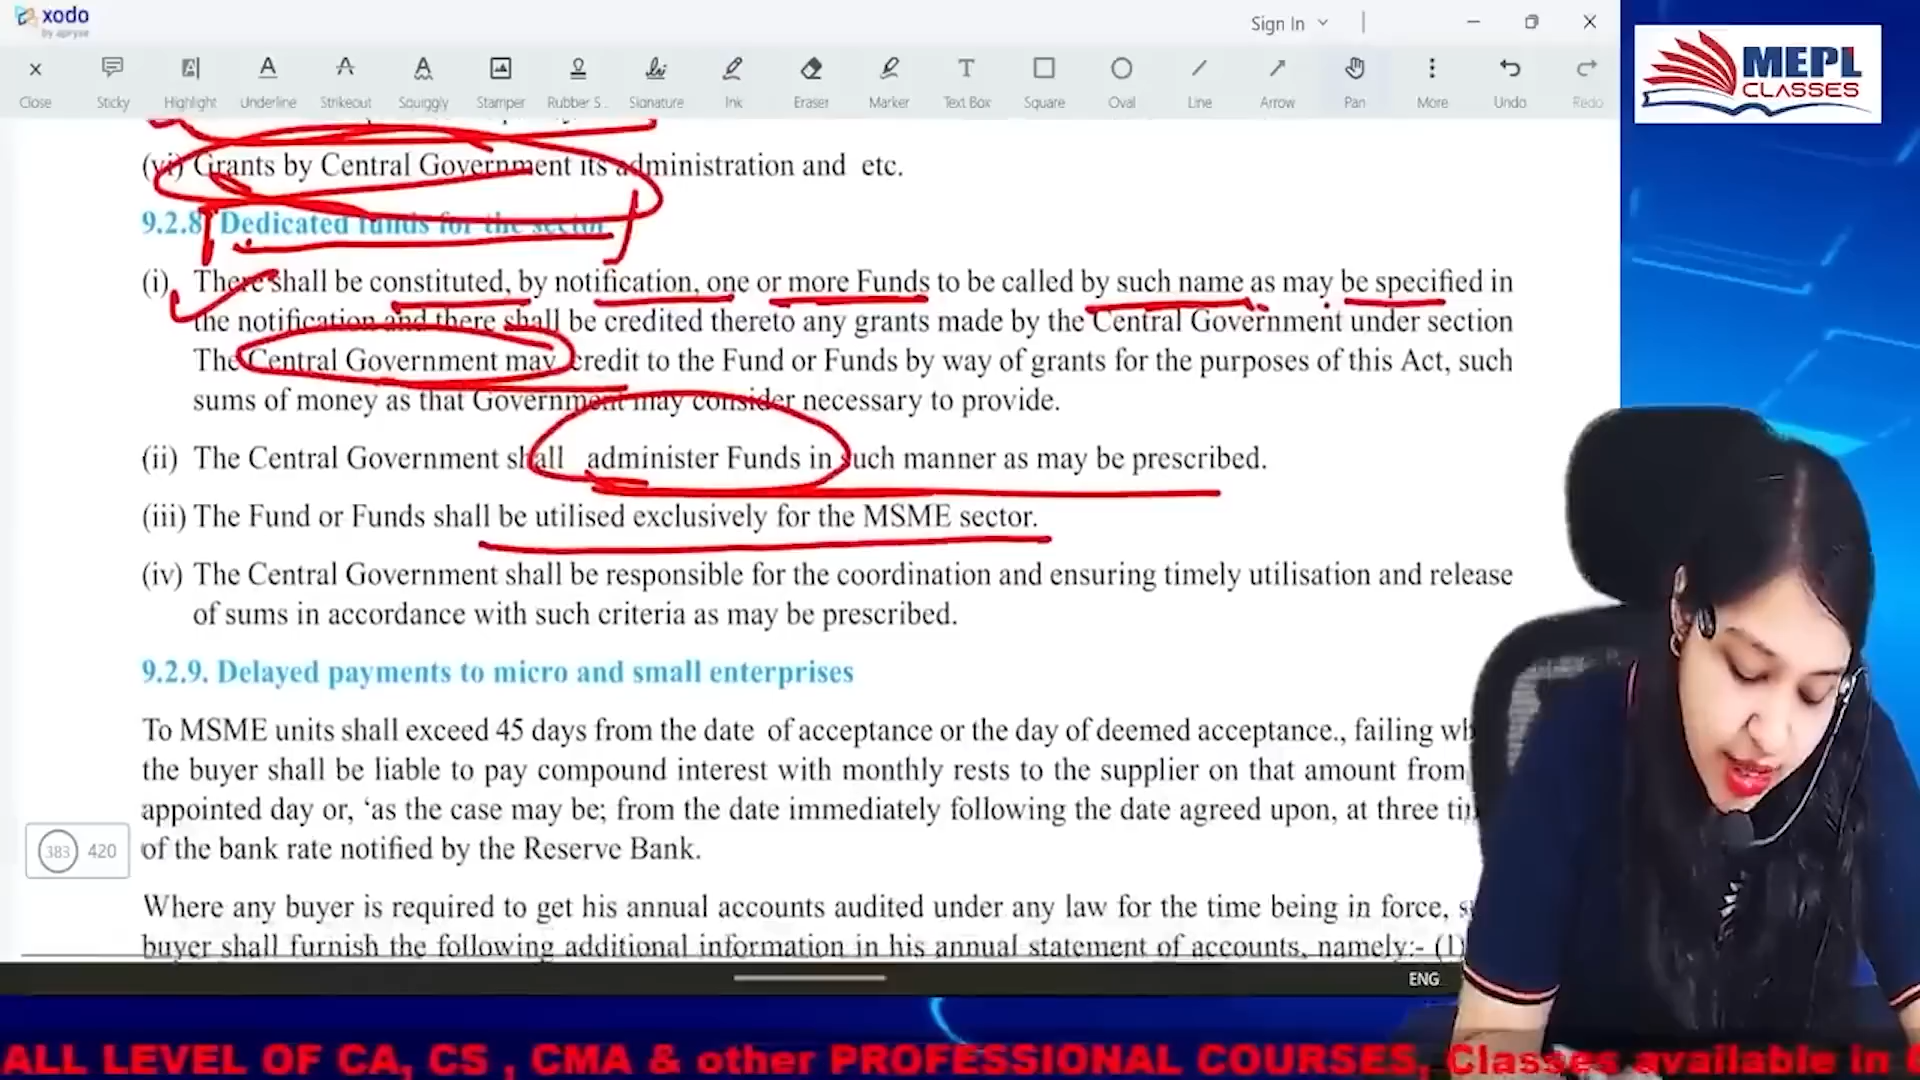 xodo
by apryse
Sign In
Close Sticky Highlight Underline Strikeout Squiggly Stamper Rubber S... Signature Ink Eraser Marker Text Box Square Oval Line Arrow Pan More Undo Redo
MEPL
CLASSES
(vi) Grants by Central Government its administration and etc.
9.2.8 Dedicated funds for the sector
(i) There shall be constituted, by notification, one or more Funds to be called by such name as may be specified in
the notification and there shall be credited thereto any grants made by the Central Government under section
The Central Government may credit to the Fund or Funds by way of grants for the purposes of this Act, such
sums of money as that Government may consider necessary to provide.
(ii) The Central Government shall administer Funds in such manner as may be prescribed.
(iii) The Fund or Funds shall be utilised exclusively for the MSME sector.
(iv) The Central Government shall be responsible for the coordination and ensuring timely utilisation and release
of sums in accordance with such criteria as may be prescribed.
9.2.9. Delayed payments to micro and small enterprises
To MSME units shall exceed 45 days from the date of acceptance or the day of deemed acceptance., failing
the buyer shall be liable to pay compound interest with monthly rests to the supplier on that amount from
appointed day or, ‘as the case may be; from the date immediately following the date agreed upon, at three
383 420
of the bank rate notified by the Reserve Bank.
Where any buyer is required to get his annual accounts audited under any law for the time being in force,
buyer shall furnish the following additional information in his annual statement of accounts, namely:- (1)
ENG
ALL LEVEL OF CA, CS , CMA & other PROFESSIONAL COURSES, Classes available in